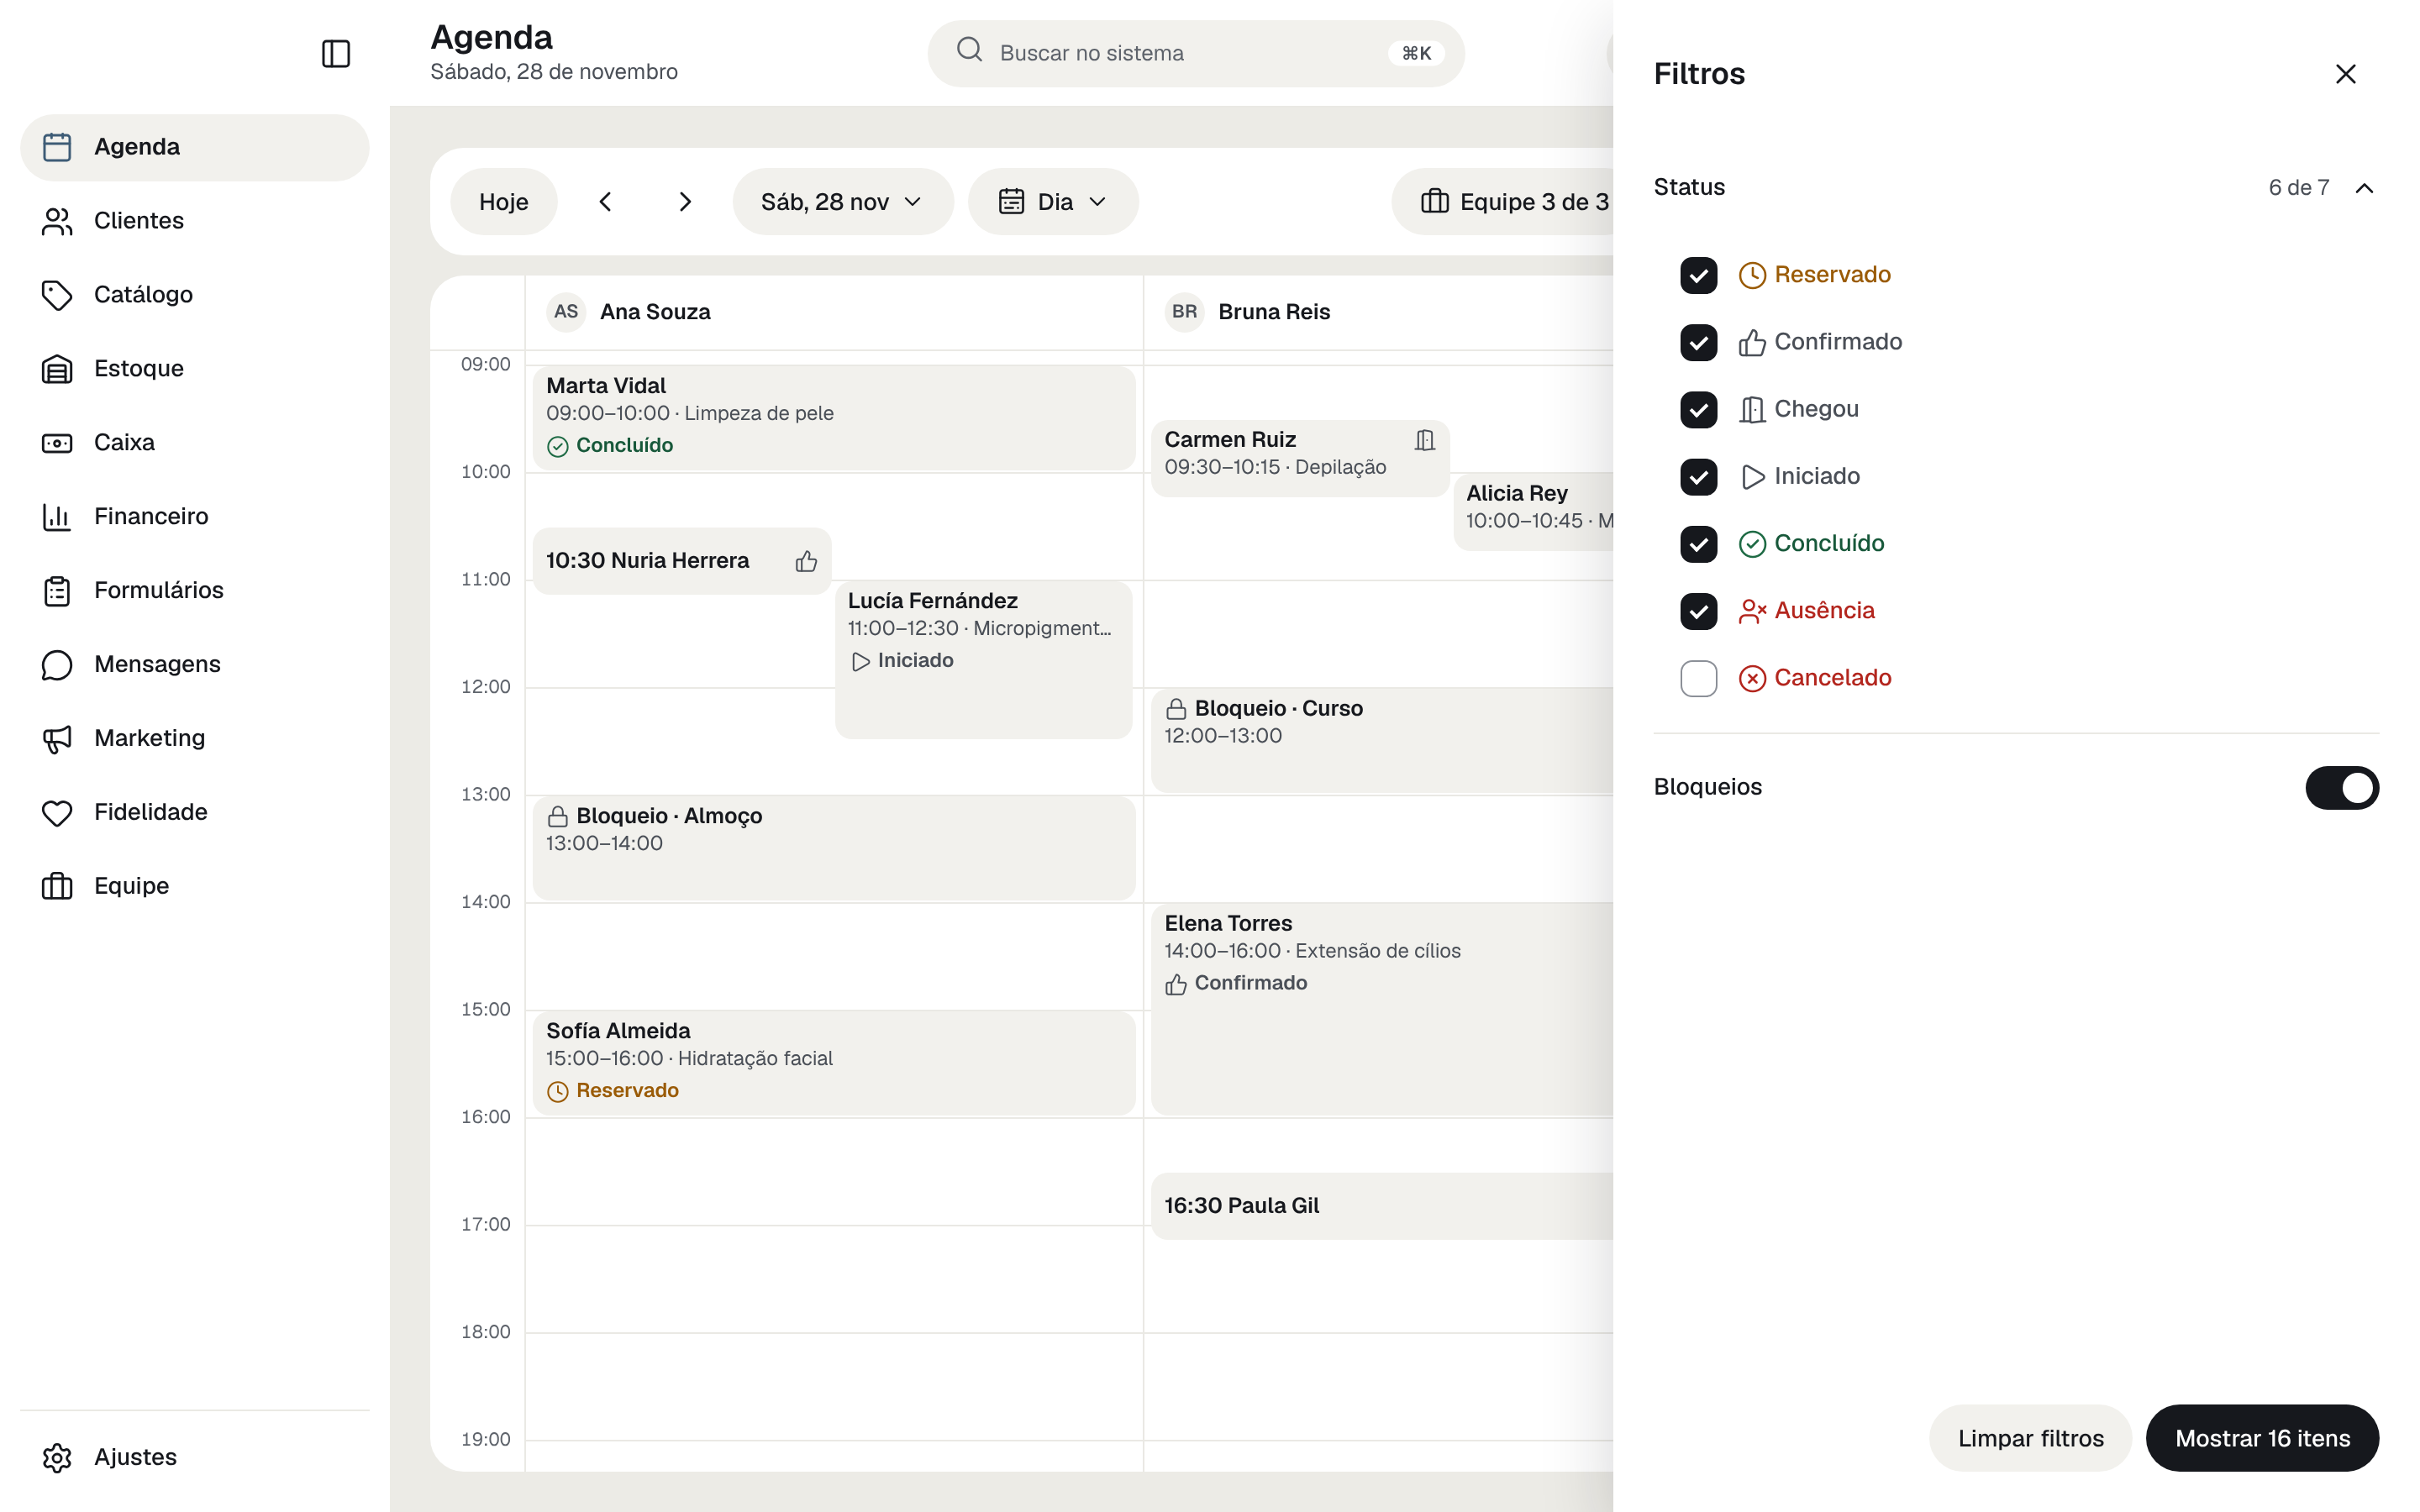 Agenda
Sábado, 28 de novembro
Buscar no sistema
⌘K
Agenda
Clientes
Catálogo
Estoque
Caixa
Financeiro
Formulários
Mensagens
Marketing
Fidelidade
Equipe
Ajustes
Hoje
Sáb, 28 nov
Dia
Equipe 3 de 3
AS Ana Souza
BR Bruna Reis
09:00
10:00
11:00
12:00
13:00
14:00
15:00
16:00
17:00
18:00
19:00
Marta Vidal
09:00–10:00 · Limpeza de pele
Concluído
10:30 Nuria Herrera
Lucía Fernández
11:00–12:30 · Micropigment...
Iniciado
Bloqueio · Almoço
13:00–14:00
Sofía Almeida
15:00–16:00 · Hidratação facial
Reservado
Carmen Ruiz
09:30–10:15 · Depilação
Alicia Rey
10:00–10:45 · M
Bloqueio · Curso
12:00–13:00
Elena Torres
14:00–16:00 · Extensão de cílios
Confirmado
16:30 Paula Gil
Filtros
Status
6 de 7
Reservado
Confirmado
Chegou
Iniciado
Concluído
Ausência
Cancelado
Bloqueios
Limpar filtros
Mostrar 16 itens